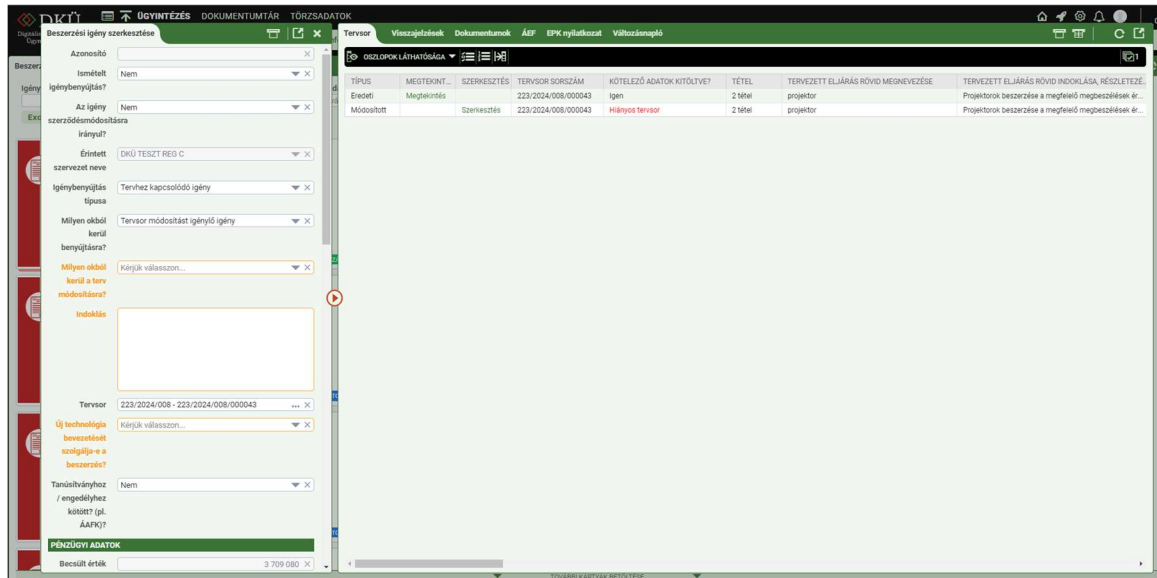 DKÜ
ÜGYINTÉZÉS DOKUMENTUMTÁR TÖRZSADATOK
Beszerzési igény szerkesztése
Azonosító
Ismételt igénybenyújtás? Nem
Az igény szerződésmódosításra irányul? Nem
Érintett szervezet neve DKÜ TESZT REG C
Igénybenyújtás típusa Tervhez kapcsolódó igény
Milyen okból kerül benyújtásra? Tervsor módosítást igénylő igény
Milyen okból kerül a terv módosításra? Kérjük válasszon...
Indoklás
Tervsor 223/2024/008 - 223/2024/008/000043 ...
Új technológia bevezetését szolgálja-e a beszerzés? Kérjük válasszon...
Tanúsítványhoz / engedélyhez kötött? (pl. ÁAFK)? Nem
PÉNZÜGYI ADATOK
Becsült érték 3 709 080
Tervsor Visszajelzések Dokumentumok ÁEF EPK nyilatkozat Változásnapló
OSZLOPOK LÁTHATÓSÁGA 1
TÍPUS MEGTEKINT... SZERKESZTÉS TERVSOR SORSZÁM KÖTELEZŐ ADATOK KITÖLTVE? TÉTEL TERVEZETT ELJÁRÁS RÖVID MEGNEVEZÉSE TERVEZETT ELJÁRÁS RÖVID INDOKLÁSA, RÉSZLETEZÉ...
Eredeti Megtekintés 223/2024/008/000043 Igen 2 tétel projektor Projektorok beszerzése a megfelelő megbeszélések ér...
Módosított Szerkesztés 223/2024/008/000043 Hiányos tervsor 2 tétel projektor Projektorok beszerzése a megfelelő megbeszélések ér...
TOVÁBBI KÁRTYÁK BETÖLTÉSE